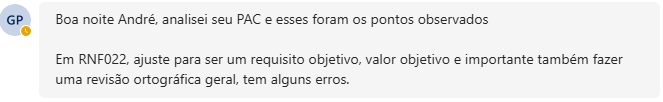 GP
Boa noite André, analisei seu PAC e esses foram os pontos observados
Em RNF022, ajuste para ser um requisito objetivo, valor objetivo e importante também fazer
uma revisão ortográfica geral, tem alguns erros.